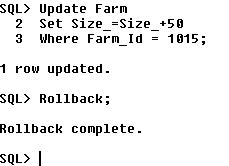 SQL> Update Farm
2 Set Size_=Size_+50
3 Where Farm_Id = 1015;
1 row updated.
SQL> Rollback;
Rollback complete.
SQL>